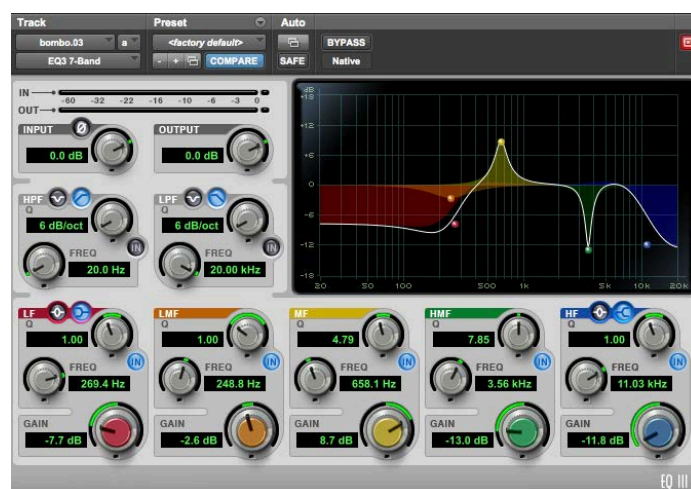 Track Preset Auto
bombo.03 a <factory default>
BYPASS
EQ3 7-Band - + COMPARE SAFE Native
IN
-60 -32 -22 -16 -10 -6 -3 0
OUT
INPUT Ø OUTPUT
0.0 dB 0.0 dB
HPF LPF
Q Q
6 dB/oct 6 dB/oct
FREQ IN FREQ IN
20.0 Hz 20.00 kHz
dB
+18
+12
+6
0
-6
-12
-18
20 50 100 500 1k 5k 10k 20k
LF LMF MF HMF HF
Q Q Q Q Q
1.00 1.00 4.79 7.85 1.00
IN IN IN IN IN
FREQ FREQ FREQ FREQ FREQ
269.4 Hz 248.8 Hz 658.1 Hz 3.56 kHz 11.03 kHz
GAIN GAIN GAIN GAIN GAIN
-7.7 dB -2.6 dB 8.7 dB -13.0 dB -11.8 dB
EQ III